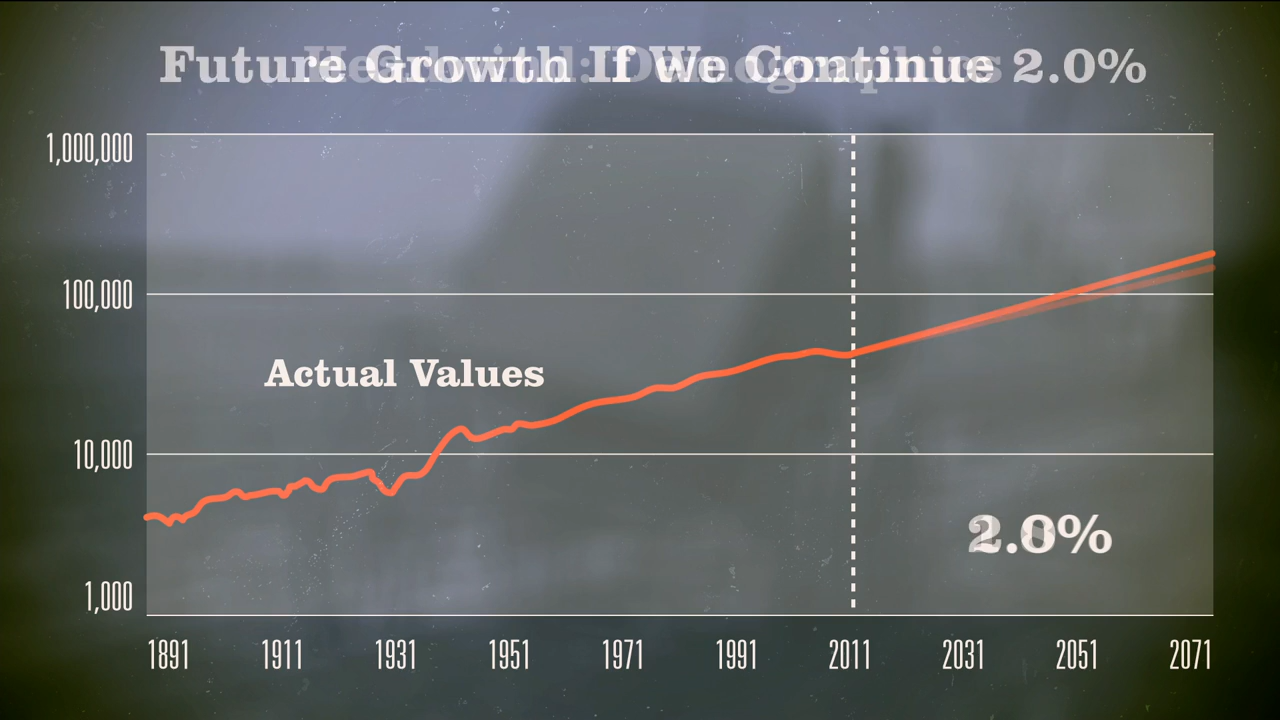 Future Growth If We Continue 2.0%
1,000,000
100,000
Actual Values
10,000
2.0%
1,000
1891 1911 1931 1951 1971 1991 2011 2031 2051 2071